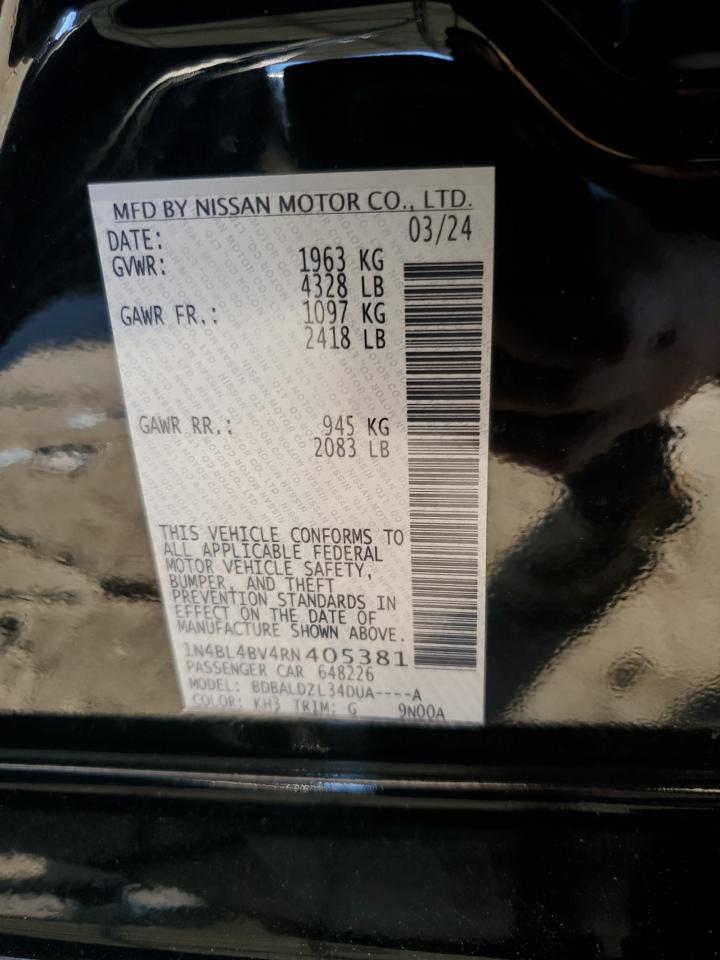 MFD BY NISSAN MOTOR CO., LTD.
DATE: 03/24
GVWR: 1963 KG
4328 LB
GAWR FR.: 1097 KG
2418 LB
GAWR RR.: 945 KG
2083 LB
THIS VEHICLE CONFORMS TO
ALL APPLICABLE FEDERAL
MOTOR VEHICLE SAFETY,
BUMPER, AND THEFT
PREVENTION STANDARDS IN
EFFECT ON THE DATE OF
MANUFACTURE SHOWN ABOVE.
1N4BL4BV4RN405381
PASSENGER CAR 648226
MODEL: BDBALDZL34DUA----A
COLOR: KH3 TRIM: G 9N00A